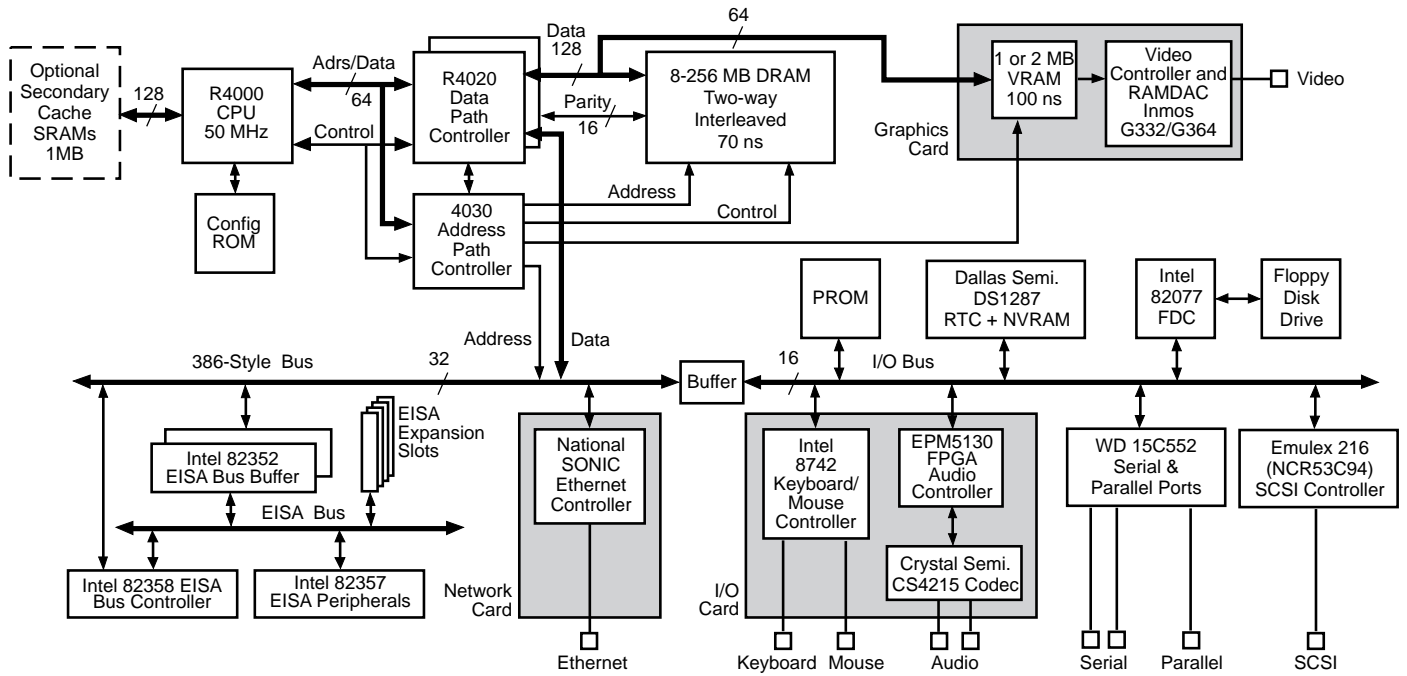 Optional
Secondary
Cache
SRAMs
1MB
128
R4000
CPU
50 MHz
Config
ROM
Adrs/Data
64
Control
R4020
Data
Path
Controller
4030
Address
Path
Controller
Data
128
Parity
16
64
8-256 MB DRAM
Two-way
Interleaved
70 ns
Address
Control
Graphics
Card
1 or 2 MB
VRAM
100 ns
Video
Controller and
RAMDAC
Inmos
G332/G364
Video
PROM
Dallas Semi.
DS1287
RTC + NVRAM
Intel
82077
FDC
Floppy
Disk
Drive
Address
Data
386-Style Bus
32
Buffer
16
I/O Bus
Intel 82352
EISA Bus Buffer
EISA
Expansion
Slots
EISA Bus
Intel 82358 EISA
Bus Controller
Intel 82357
EISA Peripherals
National
SONIC
Ethernet
Controller
Network
Card
Ethernet
Intel
8742
Keyboard/
Mouse
Controller
EPM5130
FPGA
Audio
Controller
Crystal Semi.
CS4215 Codec
I/O
Card
Keyboard
Mouse
Audio
WD 15C552
Serial &
Parallel Ports
Serial
Parallel
Emulex 216
(NCR53C94)
SCSI Controller
SCSI